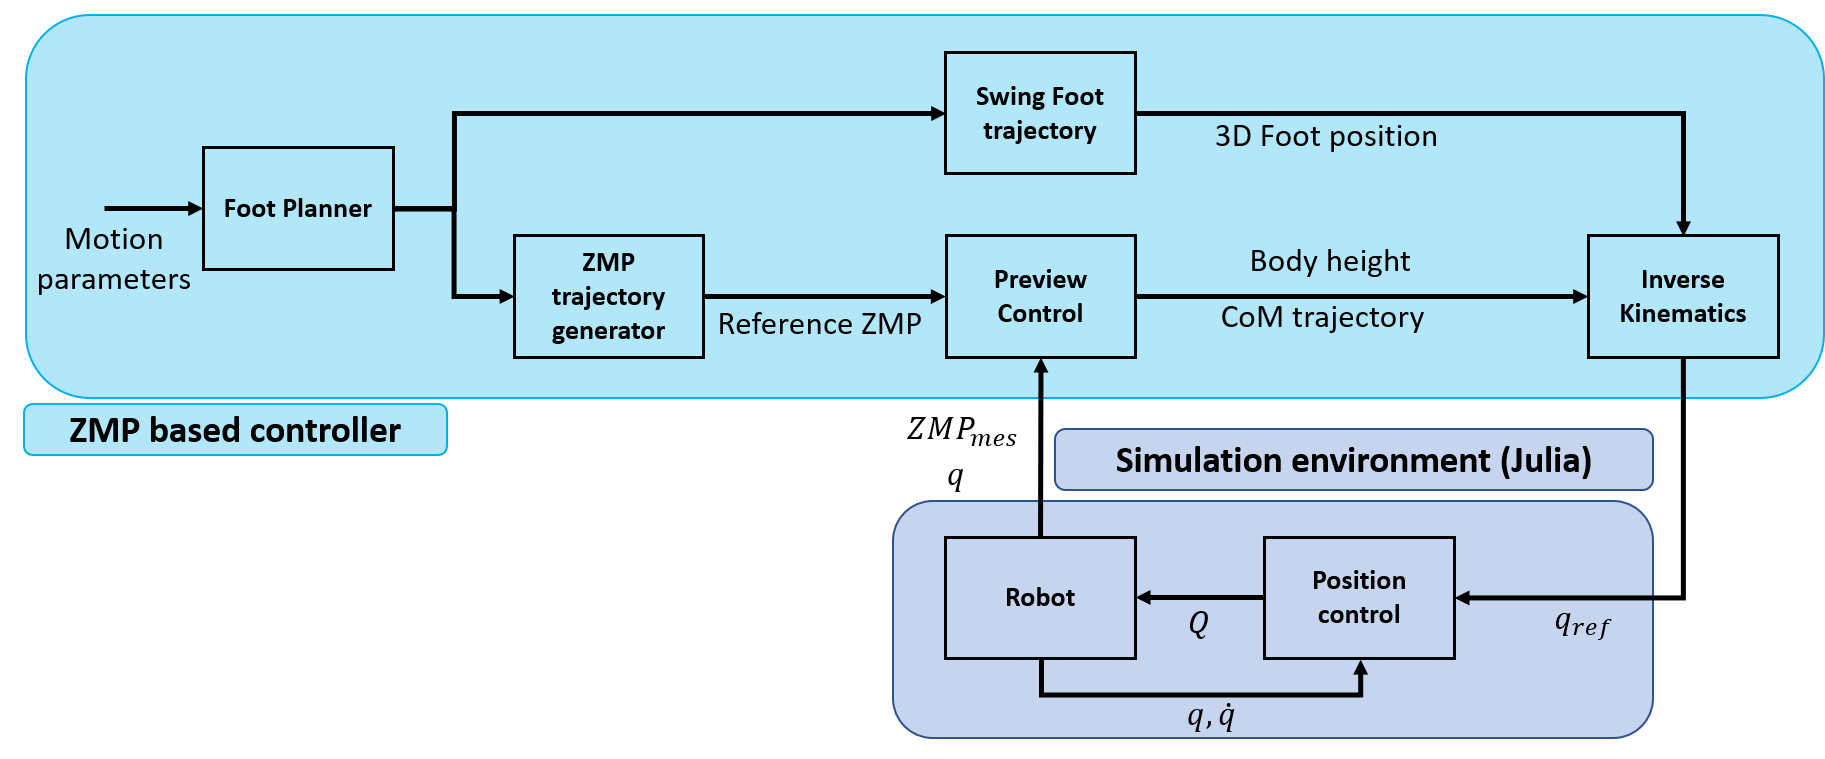 Swing Foot
trajectory
3D Foot position
Foot Planner
Motion
parameters
ZMP
trajectory
generator
Reference ZMP
Preview
Control
Body height
CoM trajectory
Inverse
Kinematics
ZMP based controller
ZMP_{mes}
q
Simulation environment (Julia)
Robot
Q
Position
control
q_{ref}
q, q̇